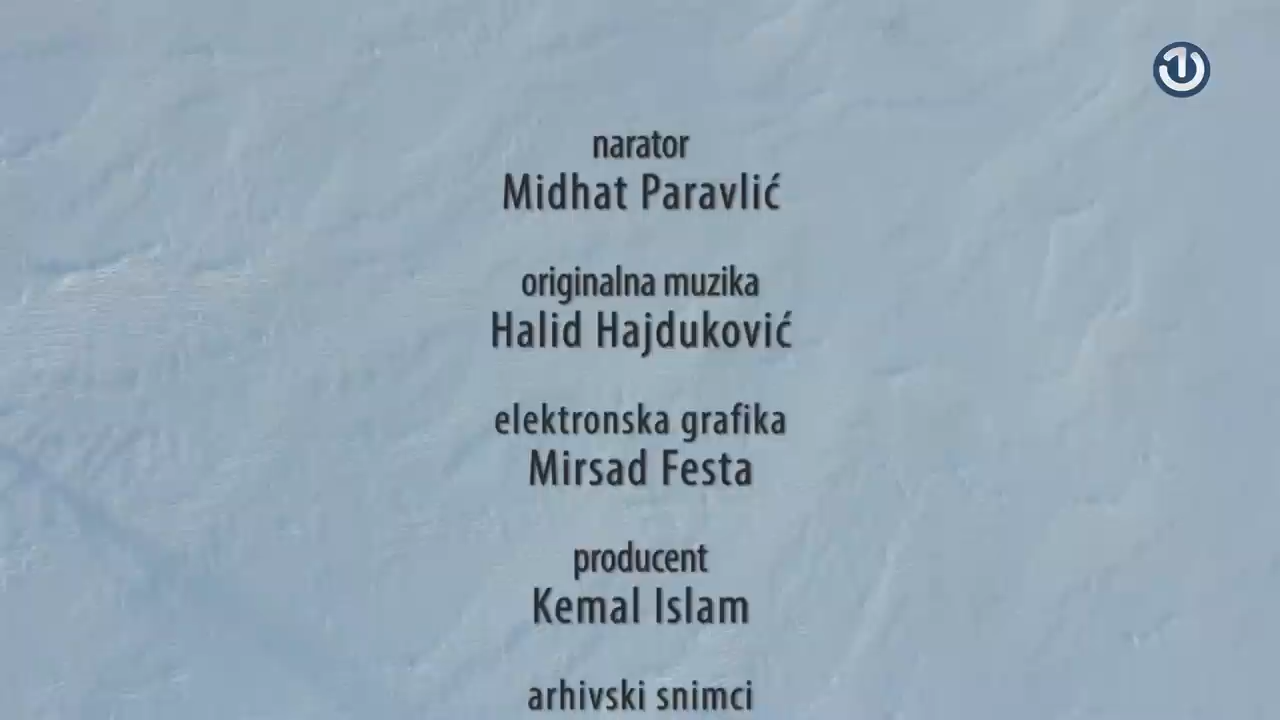 narator
Midhat Paravlić
originalna muzika
Halid Hajduković
elektronska grafika
Mirsad Festa
producent
Kemal Islam
arhivski snimci